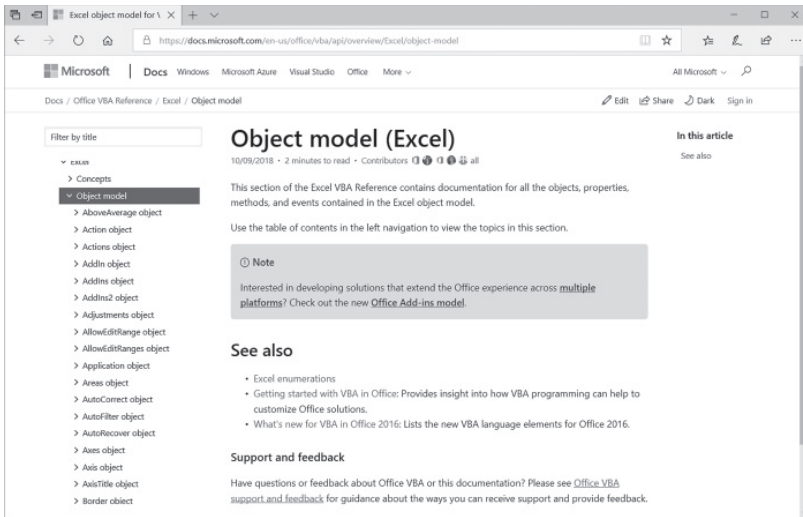 Excel object model for V
https://docs.microsoft.com/en-us/office/vba/api/overview/Excel/object-model
Microsoft Docs Windows Microsoft Azure Visual Studio Office More All Microsoft
Docs / Office VBA Reference / Excel / Object model Edit Share Dark Sign in
Filter by title
Excel
Concepts
Object model
AboveAverage object
Action object
Actions object
AddIn object
AddIns object
AddIns2 object
Adjustments object
AllowEditRange object
AllowEditRanges object
Application object
Areas object
AutoCorrect object
AutoFilter object
AutoRecover object
Axes object
Axis object
AxisTitle object
Border object
Object model (Excel)
10/09/2018 • 2 minutes to read • Contributors all
This section of the Excel VBA Reference contains documentation for all the objects, properties,
methods, and events contained in the Excel object model.
Use the table of contents in the left navigation to view the topics in this section.
Note
Interested in developing solutions that extend the Office experience across multiple
platforms? Check out the new Office Add-ins model.
See also
• Excel enumerations
• Getting started with VBA in Office: Provides insight into how VBA programming can help to
customize Office solutions.
• What's new for VBA in Office 2016: Lists the new VBA language elements for Office 2016.
Support and feedback
Have questions or feedback about Office VBA or this documentation? Please see Office VBA
support and feedback for guidance about the ways you can receive support and provide feedback.
In this article
See also